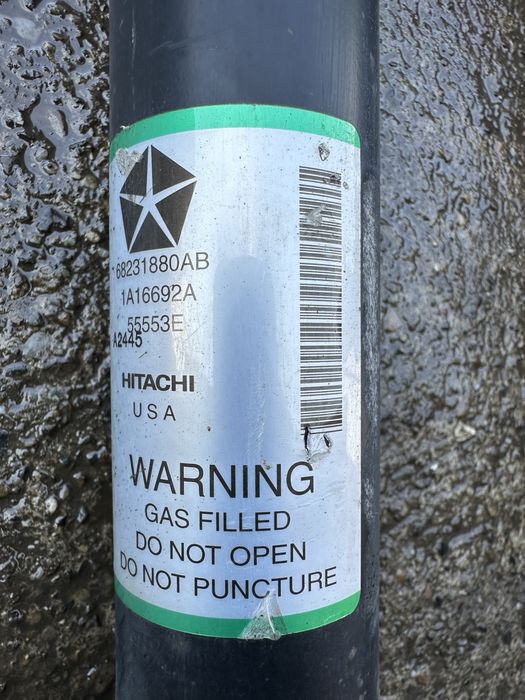 68231880AB
1A16692A
55553E
A2445
HITACHI
USA
WARNING
GAS FILLED
DO NOT OPEN
DO NOT PUNCTURE